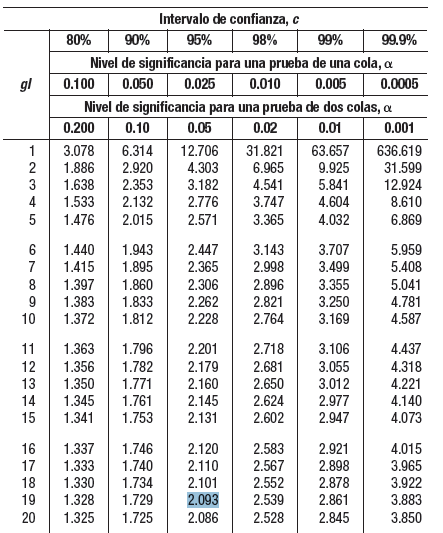 Intervalo de confianza, c
80% 90% 95% 98% 99% 99.9%
Nivel de significancia para una prueba de una cola, α
gl 0.100 0.050 0.025 0.010 0.005 0.0005
Nivel de significancia para una prueba de dos colas, α
0.200 0.10 0.05 0.02 0.01 0.001
1 3.078 6.314 12.706 31.821 63.657 636.619
2 1.886 2.920 4.303 6.965 9.925 31.599
3 1.638 2.353 3.182 4.541 5.841 12.924
4 1.533 2.132 2.776 3.747 4.604 8.610
5 1.476 2.015 2.571 3.365 4.032 6.869
6 1.440 1.943 2.447 3.143 3.707 5.959
7 1.415 1.895 2.365 2.998 3.499 5.408
8 1.397 1.860 2.306 2.896 3.355 5.041
9 1.383 1.833 2.262 2.821 3.250 4.781
10 1.372 1.812 2.228 2.764 3.169 4.587
11 1.363 1.796 2.201 2.718 3.106 4.437
12 1.356 1.782 2.179 2.681 3.055 4.318
13 1.350 1.771 2.160 2.650 3.012 4.221
14 1.345 1.761 2.145 2.624 2.977 4.140
15 1.341 1.753 2.131 2.602 2.947 4.073
16 1.337 1.746 2.120 2.583 2.921 4.015
17 1.333 1.740 2.110 2.567 2.898 3.965
18 1.330 1.734 2.101 2.552 2.878 3.922
19 1.328 1.729 2.093 2.539 2.861 3.883
20 1.325 1.725 2.086 2.528 2.845 3.850